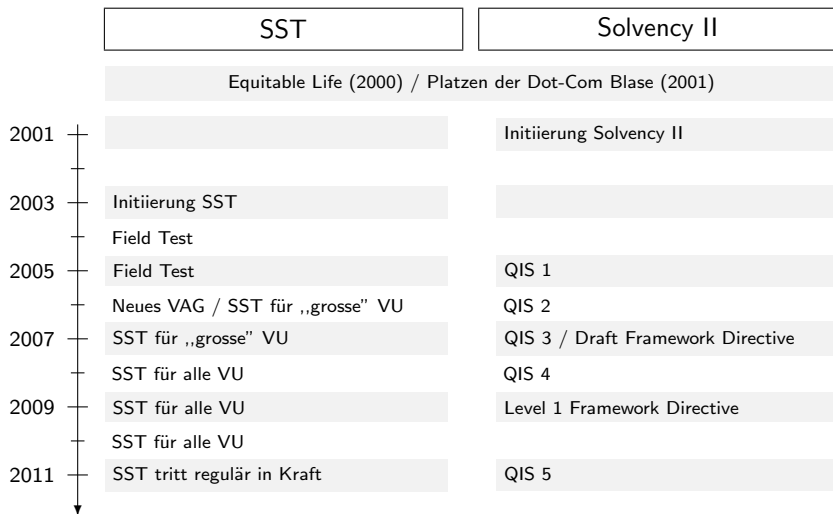 SST Solvency II
Equitable Life (2000) / Platzen der Dot-Com Blase (2001)
2001 Initiierung Solvency II
2003 Initiierung SST
Field Test
2005 Field Test QIS 1
Neues VAG / SST für ,,grosse" VU QIS 2
2007 SST für ,,grosse" VU QIS 3 / Draft Framework Directive
SST für alle VU QIS 4
2009 SST für alle VU Level 1 Framework Directive
SST für alle VU
2011 SST tritt regulär in Kraft QIS 5